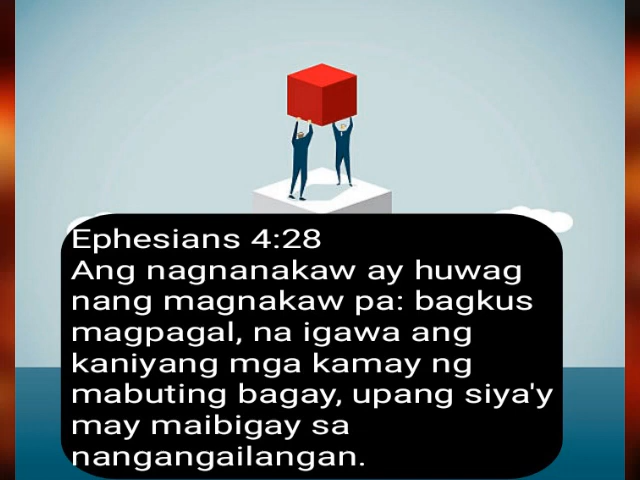 Ephesians 4:28
Ang nagnanakaw ay huwag
nang magnakaw pa: bagkus
magpagal, na igawa ang
kaniyang mga kamay ng
mabuting bagay, upang siya'y
may maibigay sa
nangangailangan.